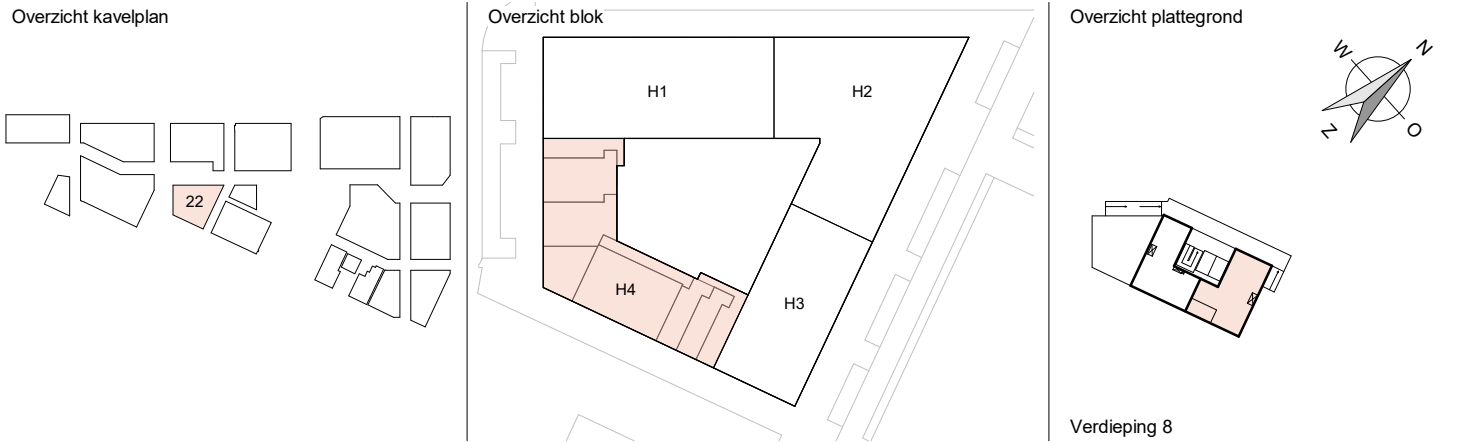 Overzicht kavelplan
22
Overzicht blok
H1
H2
H4
H3
Overzicht plattegrond
W
N
Z
O
Verdieping 8